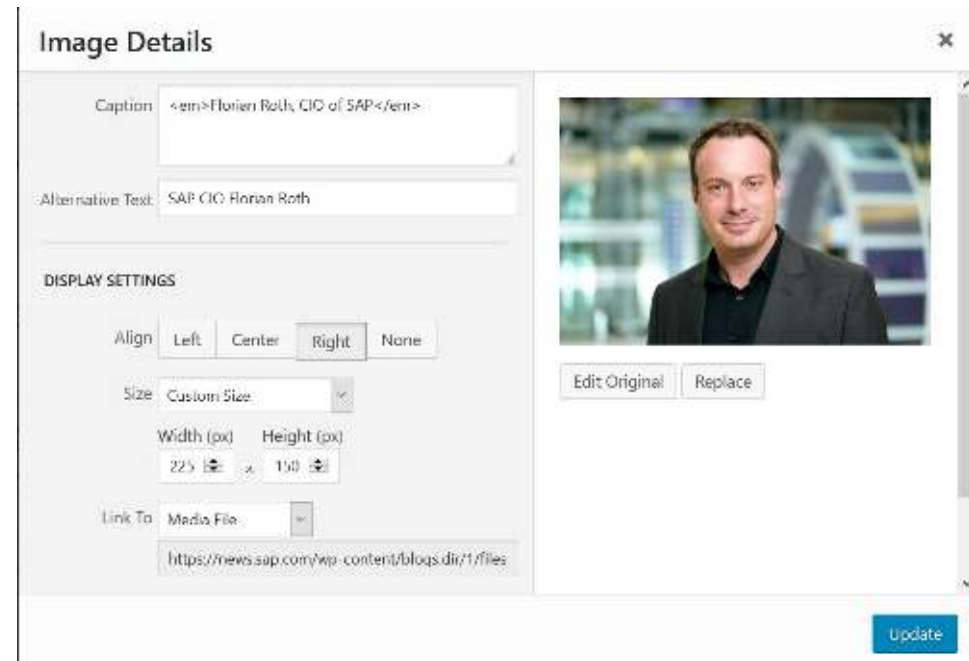 Image Details
Caption <em>Florian Roth, CIO of SAP</em>
Alternative Text SAP CIO Florian Roth
DISPLAY SETTINGS
Align Left Center Right None
Edit Original Replace
Size Custom Size
Width (px) Height (px)
225 x 150
Link To Media File
https://news.sap.com/wp-content/blogs.dir/1/files
Update